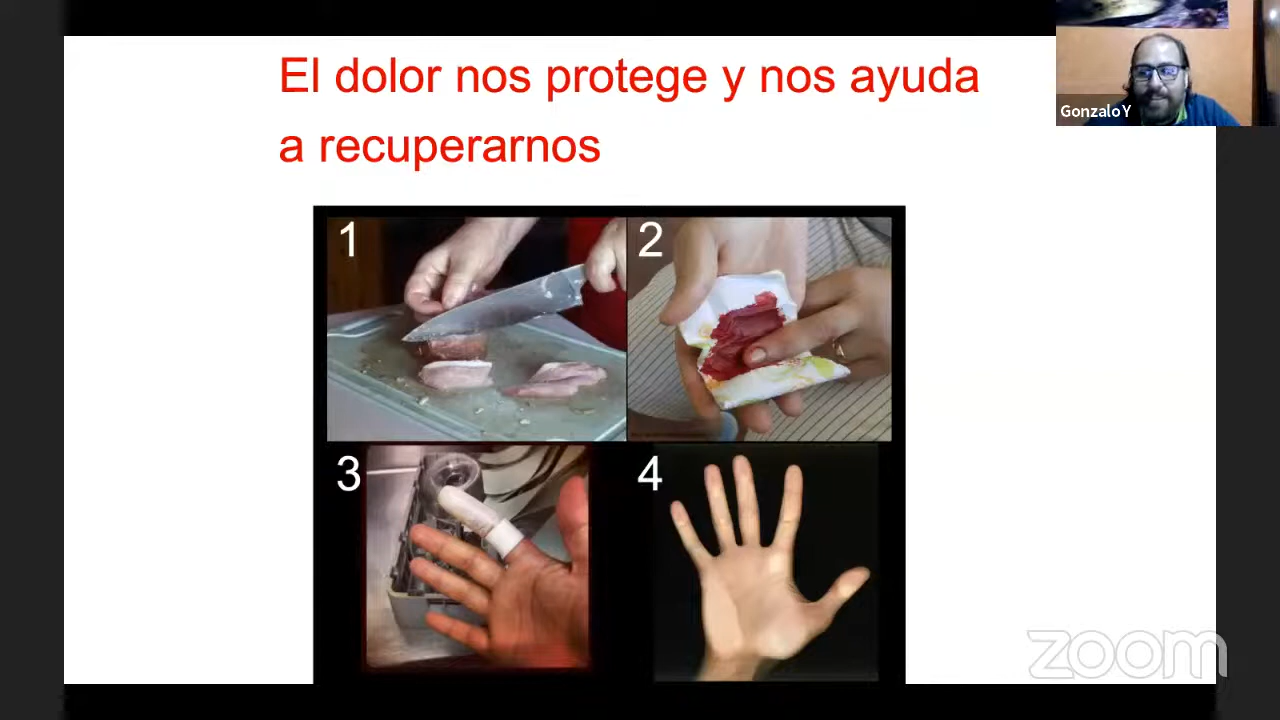 El dolor nos protege y nos ayuda
a recuperarnos
GonzaloY
1
2
3
4
zoom